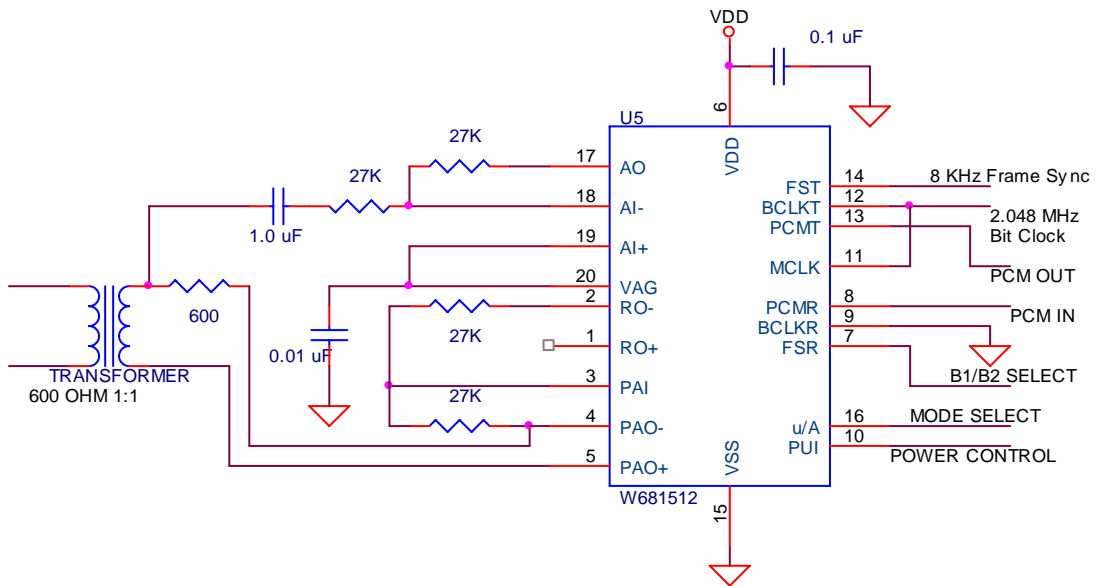 VDD
0.1 uF
6
U5
VDD
27K
17
AO
27K
18
AI-
1.0 uF
19
AI+
20
VAG
2
RO-
600
27K
0.01 uF
1
RO+
TRANSFORMER
600 OHM 1:1
3
PAI
27K
4
PAO-
5
PAO+
VSS
W681512
15
14
FST
8 KHz Frame Sync
12
BCLKT
13
PCMT
2.048 MHz
Bit Clock
11
MCLK
PCM OUT
8
PCMR
PCM IN
9
BCLKR
7
FSR
B1/B2 SELECT
16
u/A
MODE SELECT
10
PUI
POWER CONTROL